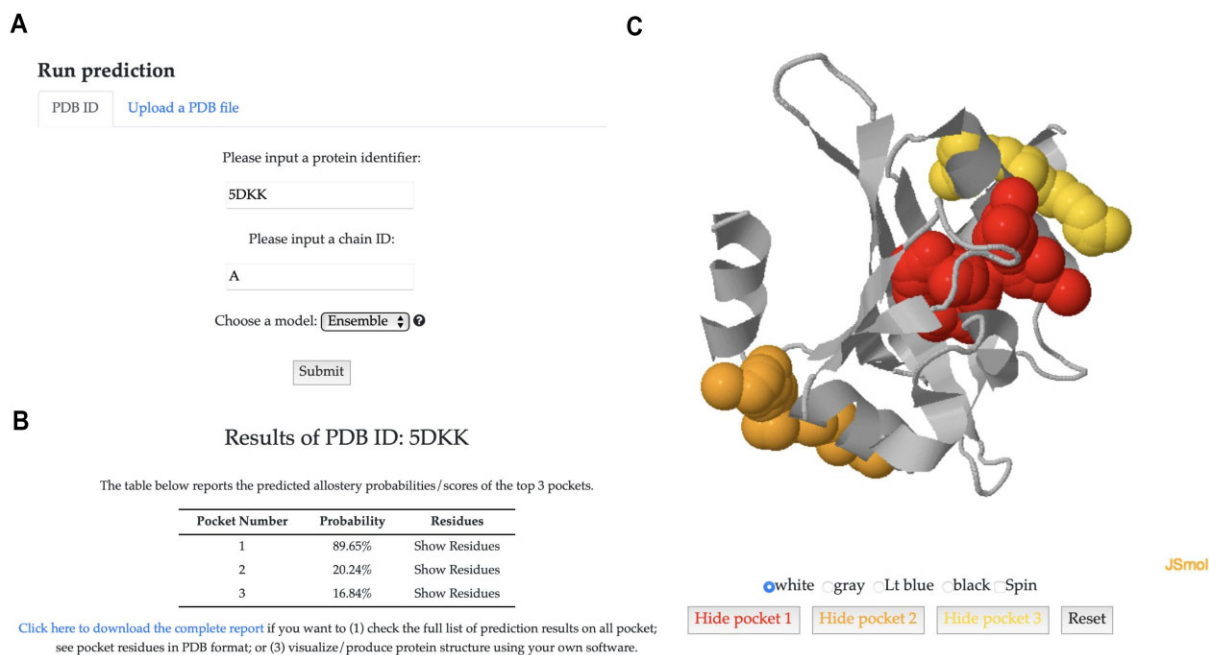 A
Run prediction
PDB ID Upload a PDB file
Please input a protein identifier:
5DKK
Please input a chain ID:
A
Choose a model: Ensemble ?
Submit
B
Results of PDB ID: 5DKK
The table below reports the predicted allostery probabilities/scores of the top 3 pockets.
Pocket Number Probability Residues
1 89.65% Show Residues
2 20.24% Show Residues
3 16.84% Show Residues
Click here to download the complete report if you want to (1) check the full list of prediction results on all pocket;
see pocket residues in PDB format; or (3) visualize/produce protein structure using your own software.
C
JSmol
white gray Lt blue black Spin
Hide pocket 1 Hide pocket 2 Hide pocket 3 Reset